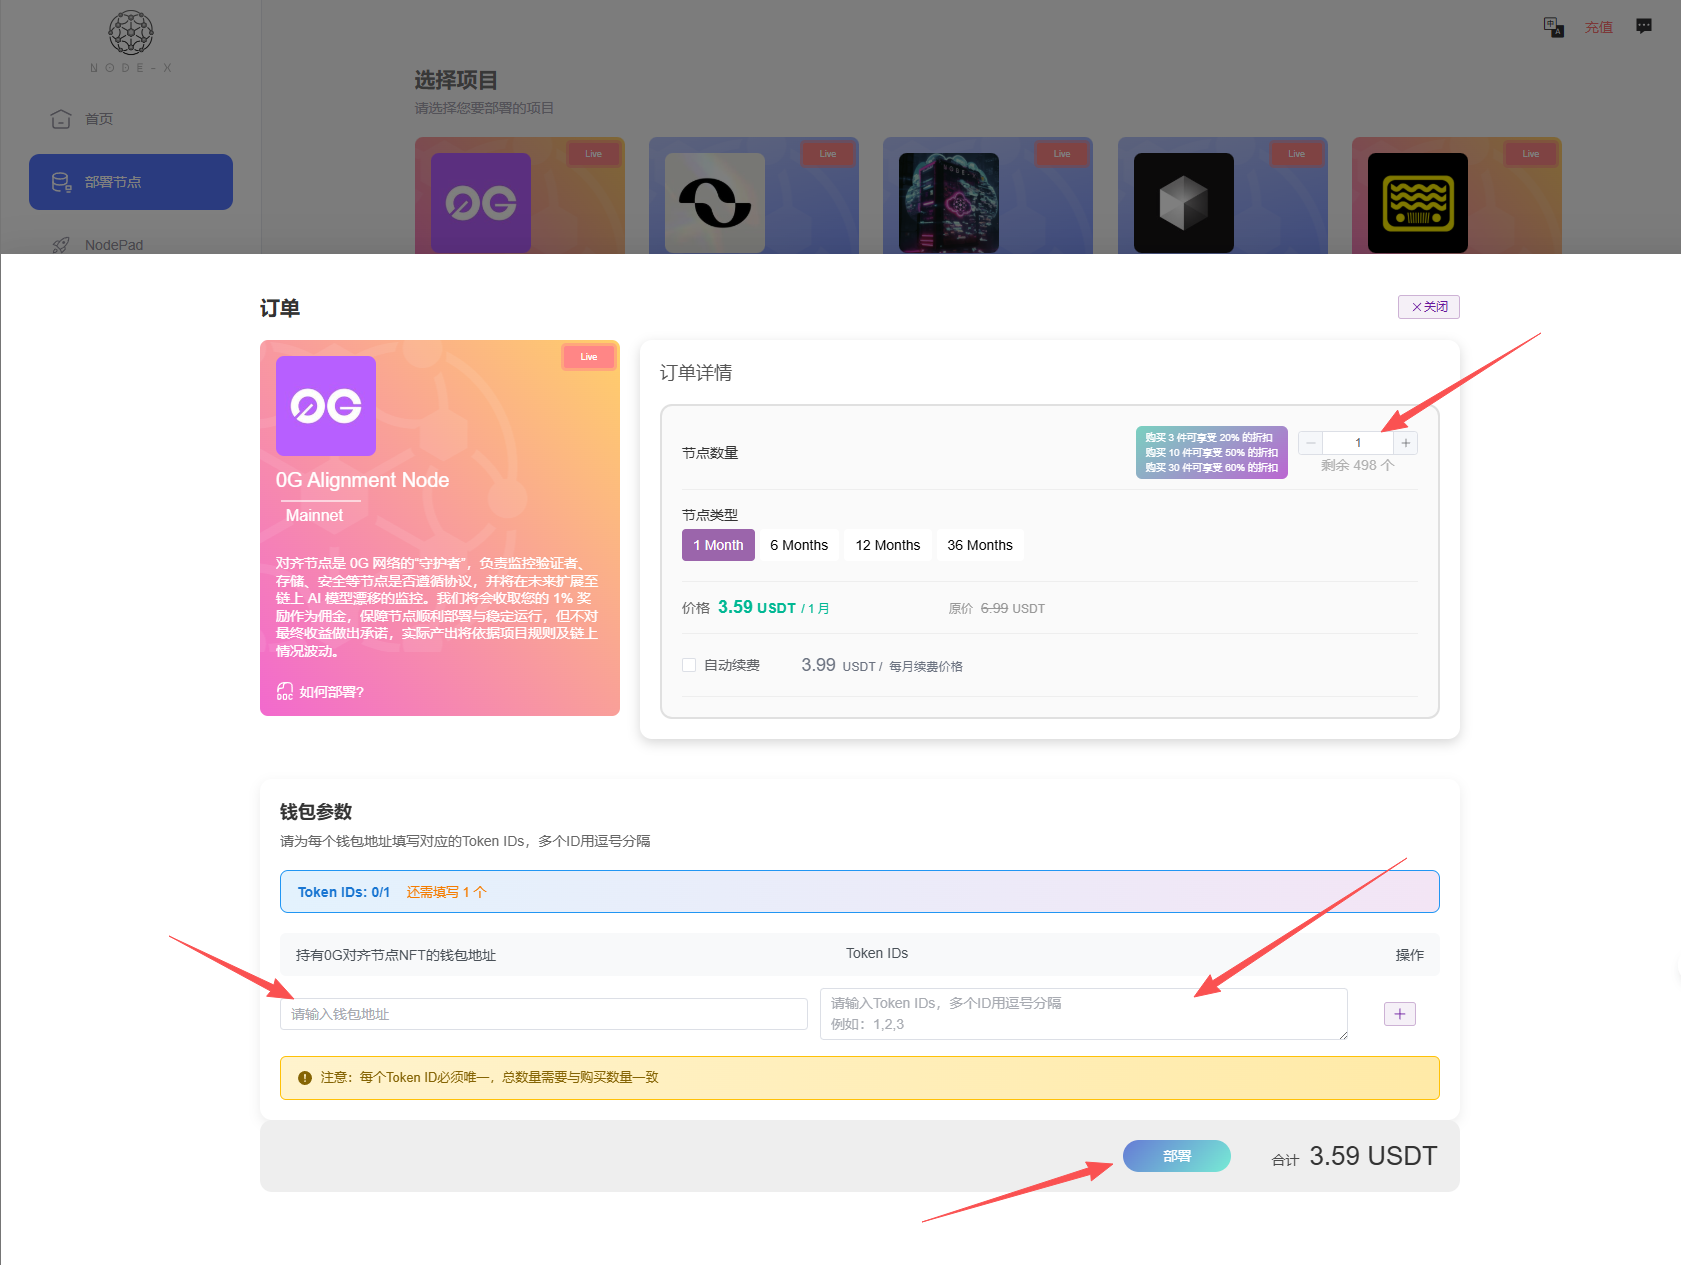 NODE-X
首页
部署节点
NodePad
充值
选择项目
请选择您要部署的项目
Live
Live
Live
Live
Live
0G
NODE-X
订单
×关闭
Live
0G
0G Alignment Node
Mainnet
对齐节点是 0G 网络的“守护者”，负责监控验证者、
存储、安全等节点是否遵循协议，并将在未来扩展至
链上 AI 模型漂移的监控。我们将会收取您的 1% 奖
励作为佣金，保障节点顺利部署与稳定运行，但不对
最终收益做出承诺，实际产出将依据项目规则及链上
情况波动。
DOC 如何部署?
订单详情
节点数量
购买 3 件可享受 20% 的折扣
购买 10 件可享受 50% 的折扣
购买 30 件可享受 60% 的折扣
− 1 +
剩余 498 个
节点类型
1 Month 6 Months 12 Months 36 Months
价格 3.59 USDT / 1 月 原价 6.99 USDT
自动续费 3.99 USDT / 每月续费价格
钱包参数
请为每个钱包地址填写对应的Token IDs，多个ID用逗号分隔
Token IDs: 0/1 还需填写 1 个
持有0G对齐节点NFT的钱包地址 Token IDs 操作
请输入钱包地址
请输入Token IDs，多个ID用逗号分隔
例如：1,2,3
+
注意：每个Token ID必须唯一，总数量需要与购买数量一致
部署 合计 3.59 USDT